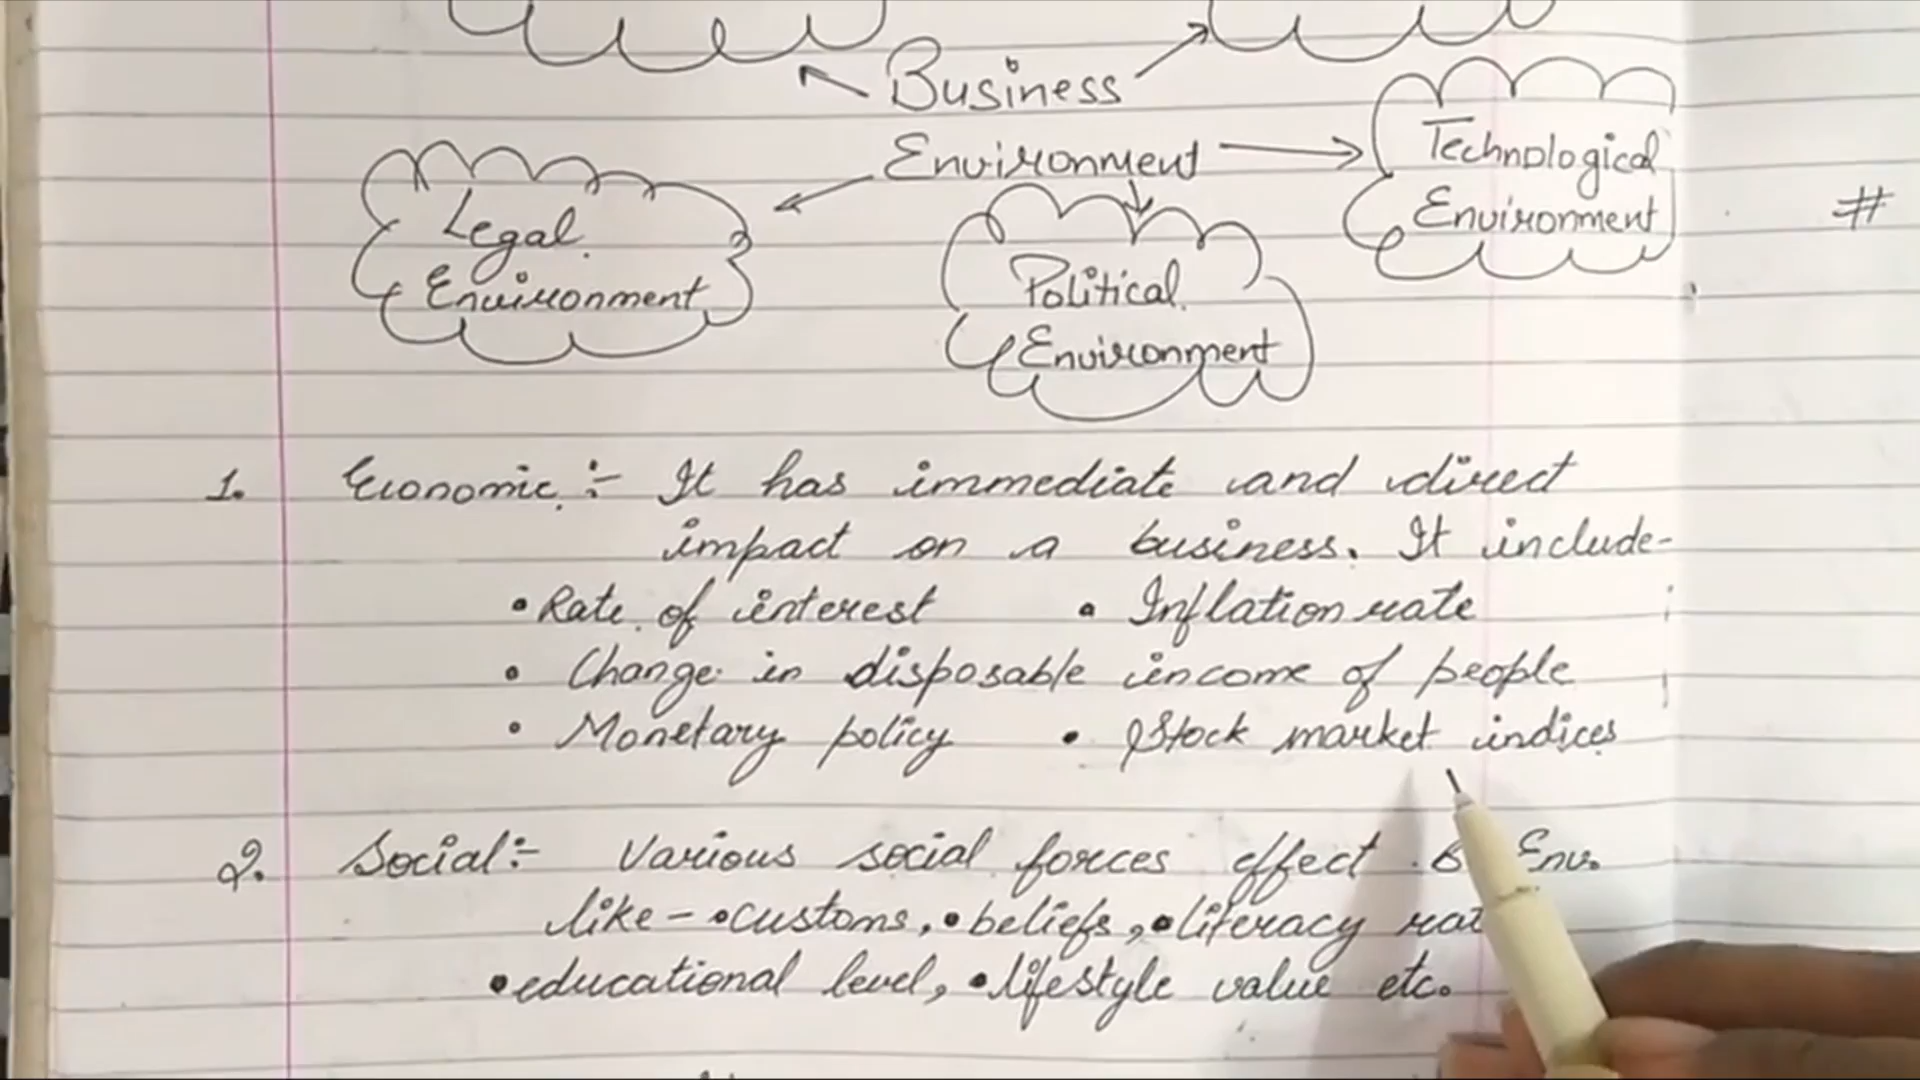 Business
Environment
Technological
Environment
#
Legal
Environment
Political
Environment
1. Economic :- It has immediate and direct
impact on a business. It include-
• Rate of interest • Inflation rate
• Change in disposable income of people
• Monetary policy • Stock market indices
2. Social :- Various social forces effect B Env.
like - • customs, • beliefs, • literacy
• educational level, • lifestyle value etc.